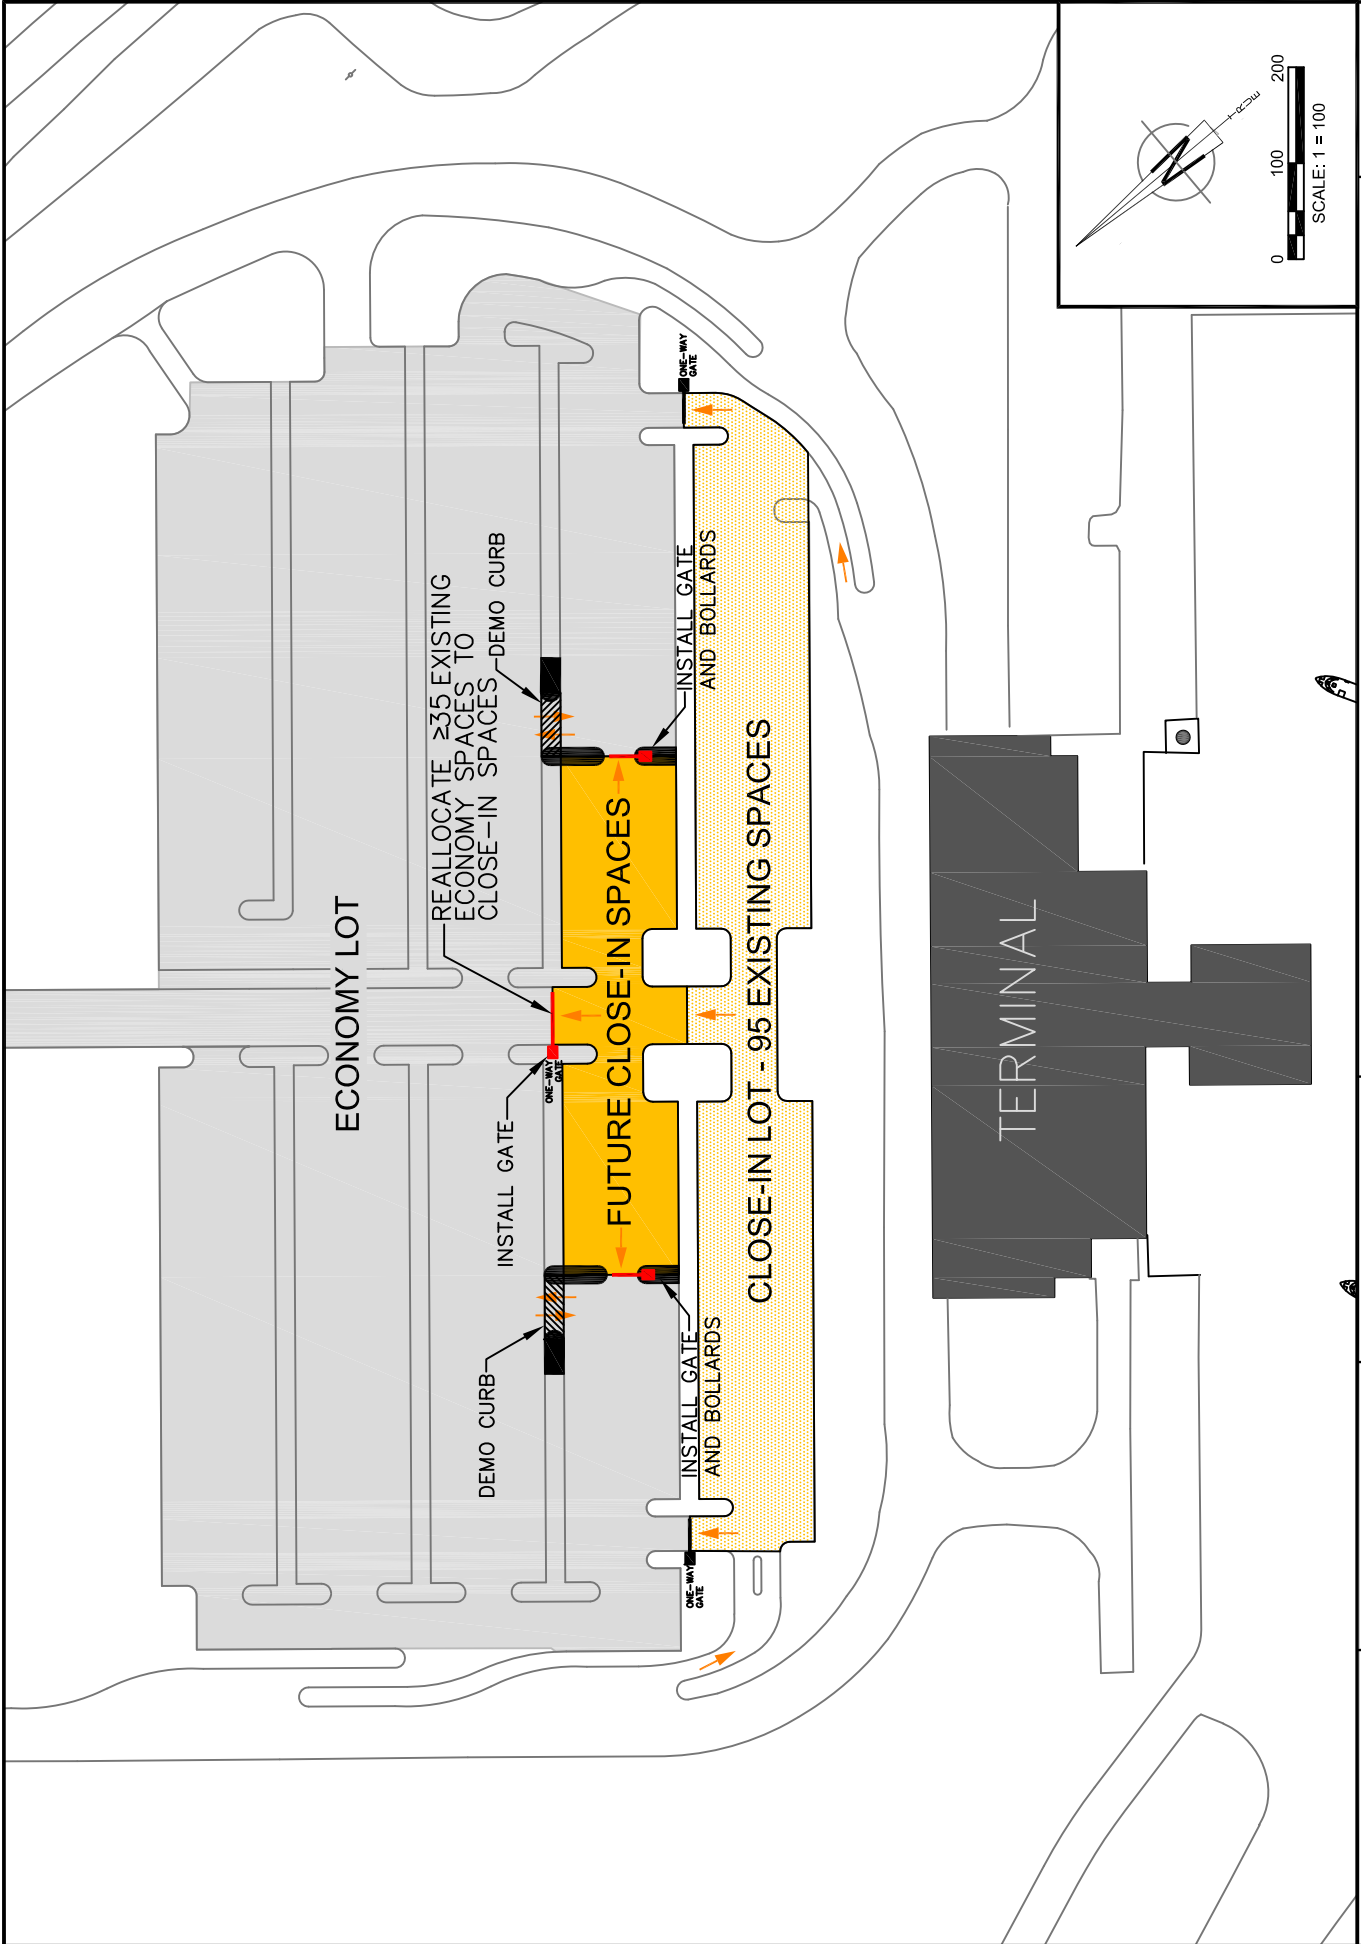 ECONOMY LOT
REALLOCATE ≥35 EXISTING
ECONOMY SPACES TO
CLOSE-IN SPACES
DEMO CURB
DEMO CURB
INSTALL GATE
ONE-WAY
GATE
FUTURE CLOSE-IN SPACES
INSTALL GATE
AND BOLLARDS
INSTALL GATE
AND BOLLARDS
ONE-WAY
GATE
ONE-WAY
GATE
CLOSE-IN LOT - 95 EXISTING SPACES
TERMINAL
N
TRUE
0 100 200
SCALE: 1 = 100